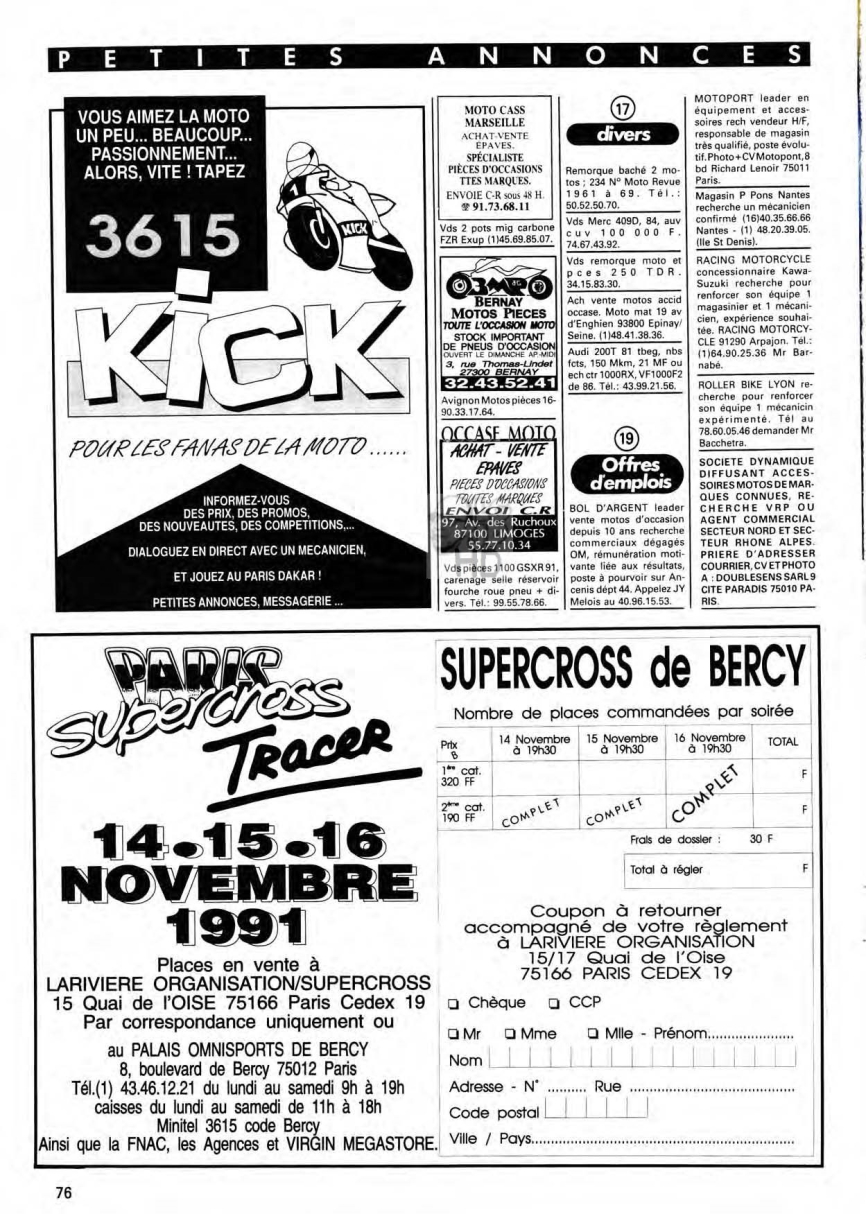 PETITES ANNONCES
VOUS AIMEZ LA MOTO
UN PEU... BEAUCOUP...
PASSIONNEMENT...
ALORS, VITE ! TAPEZ
3615
1
KICK
KiCK
POUR LES FANAS DE LA MOTO ......
INFORMEZ-VOUS
DES PRIX, DES PROMOS,
DES NOUVEAUTES, DES COMPETITIONS,...
DIALOGUEZ EN DIRECT AVEC UN MECANICIEN,
ET JOUEZ AU PARIS DAKAR !
PETITES ANNONCES, MESSAGERIE ...
MOTO CASS
MARSEILLE
ACHAT-VENTE
ÉPAVES.
SPÉCIALISTE
PIÈCES D'OCCASIONS
TTES MARQUES.
ENVOIE C-R sous 48 H.
☎ 91.73.68.11
Vds 2 pots mig carbone
FZR Exup (1)45.69.85.07.
BERNAY
MOTOS PIECES
TOUTE L'OCCASION MOTO
STOCK IMPORTANT
DE PNEUS D'OCCASION
OUVERT LE DIMANCHE AP.-MIDI
3, rue Thomas-Lindet
27300 BERNAY
32.43.52.41
Avignon Motos pièces 16-
90.33.17.64.
OCCASE MOTO
ACHAT - VENTE
EPAVES
PIECES D'OCCASIONS
TOUTES MARQUES
ENVOI C.R
97, Av. des Ruchoux
87100 LIMOGES
55.77.10.34
Vds pièces 1100 GSXR 91,
carenage selle réservoir
fourche roue pneu + di-
vers. Tél.: 99.55.78.66.
17
divers
Remorque baché 2 mo-
tos ; 234 N° Moto Revue
1961 à 69. Tél.:
50.52.50.70.
Vds Merc 409D, 84, auv
cuv 100 000 F.
74.67.43.92.
Vds remorque moto et
pces 250 TDR.
34.15.83.30.
Ach vente motos accid
occase. Moto mat 19 av
d'Enghien 93800 Epinay/
Seine. (1)48.41.38.36.
Audi 200T 81 tbeg, nbs
fcts, 150 Mkm, 21 MF ou
ech ctr 1000RX, VF1000F2
de 86. Tél.: 43.99.21.56.
19
Offres
d'emplois
BOL D'ARGENT leader
vente motos d'occasion
depuis 10 ans recherche
commerciaux dégagés
OM, rémunération moti-
vante liée aux résultats,
poste à pourvoir sur An-
cenis dépt 44. Appelez JY
Melois au 40.96.15.53.
MOTOPORT leader en
équipement et acces-
soires rech vendeur H/F,
responsable de magasin
très qualifié, poste évolu-
tif. Photo + CV Motopont, 8
bd Richard Lenoir 75011
Paris.
Magasin P Pons Nantes
recherche un mécanicien
confirmé (16)40.35.66.66
Nantes - (1) 48.20.39.05.
(Ile St Denis).
RACING MOTORCYCLE
concessionnaire Kawa-
Suzuki recherche pour
renforcer son équipe 1
magasinier et 1 mécani-
cien, expérience souhai-
tée. RACING MOTORCY-
CLE 91290 Arpajon. Tél.:
(1)64.90.25.36 Mr Bar-
nabé.
ROLLER BIKE LYON re-
cherche pour renforcer
son équipe 1 mécanicin
expérimenté. Tél au
78.60.05.46 demander Mr
Bacchetra.
SOCIETE DYNAMIQUE
DIFFUSANT ACCES-
SOIRES MOTOS DE MAR-
QUES CONNUES, RE-
CHERCHE VRP OU
AGENT COMMERCIAL
SECTEUR NORD ET SEC-
TEUR RHONE ALPES.
PRIERE D'ADRESSER
COURRIER, CV ET PHOTO
A : DOUBLESENS SARL 9
CITE PARADIS 75010 PA-
RIS.
PARIS
Supercross
TRACER
14.15.16
NOVEMBRE
1991
Places en vente à
LARIVIERE ORGANISATION/SUPERCROSS
15 Quai de l'OISE 75166 Paris Cedex 19
Par correspondance uniquement ou
au PALAIS OMNISPORTS DE BERCY
8, boulevard de Bercy 75012 Paris
Tél.(1) 43.46.12.21 du lundi au samedi 9h à 19h
caisses du lundi au samedi de 11h à 18h
Minitel 3615 code Bercy
Ainsi que la FNAC, les Agences et VIRGIN MEGASTORE.
SUPERCROSS de BERCY
Nombre de places commandées par soirée
Prix 14 Novembre à 19h30 15 Novembre à 19h30 16 Novembre à 19h30 TOTAL
1ère cat. 320 FF COMPLET F
2ème cat. 190 FF COMPLET COMPLET F
Frais de dossier : 30 F
Total à régler F
Coupon à retourner
accompagné de votre règlement
à LARIVIERE ORGANISATION
15/17 Quai de l'Oise
75166 PARIS CEDEX 19
❑ Chèque ❑ CCP
❑ Mr ❑ Mme ❑ Mlle - Prénom......................
Nom
Adresse - N° .......... Rue ..........................................
Code postal
Ville / Pays..................................................................
76